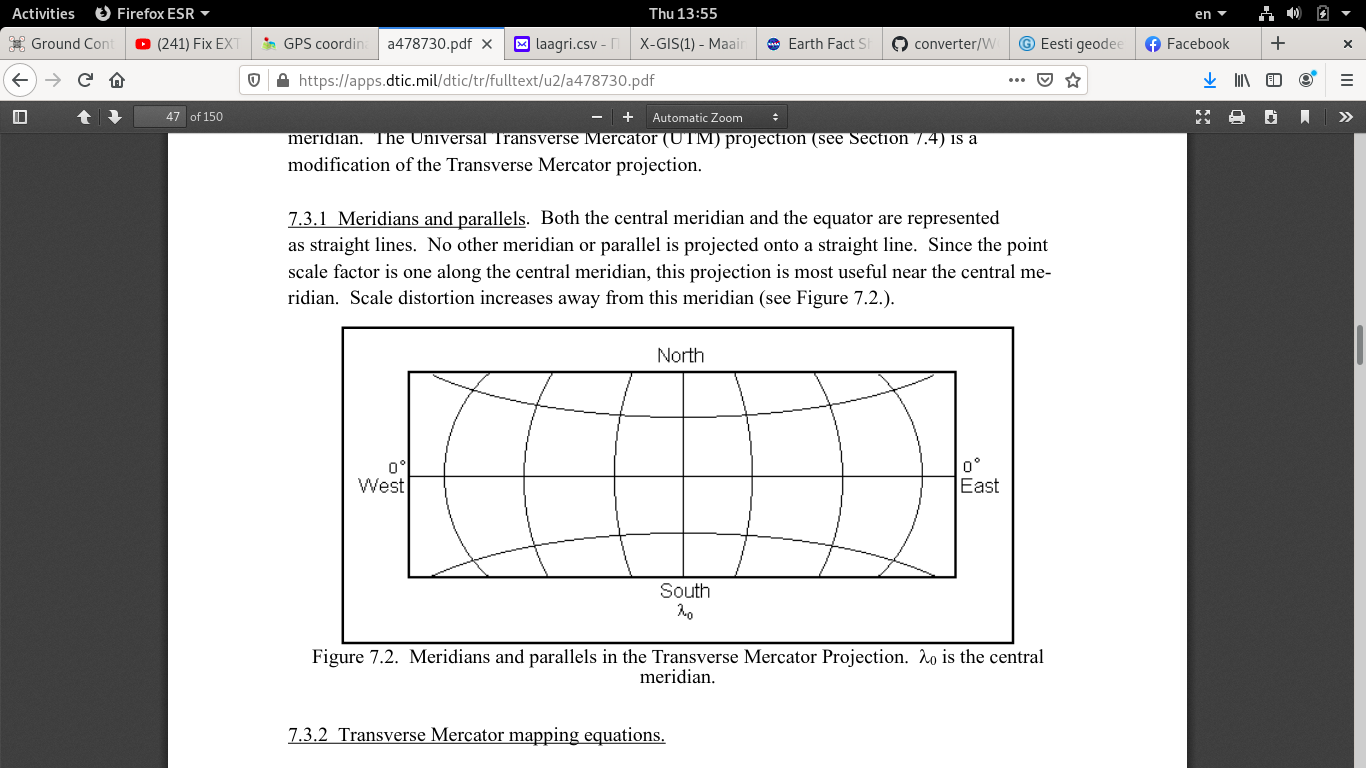 Activities Firefox ESR Thu 13:55 en
Ground Cont (241) Fix EXT GPS coordin a478730.pdf laagri.csv - X-GIS(1) - Maai Earth Fact converter/W Eesti geodee Facebook
https://apps.dtic.mil/dtic/tr/fulltext/u2/a478730.pdf
47 of 150 Automatic Zoom
meridian. The Universal Transverse Mercator (UTM) projection (see Section 7.4) is a
modification of the Transverse Mercator projection.
7.3.1 Meridians and parallels. Both the central meridian and the equator are represented
as straight lines. No other meridian or parallel is projected onto a straight line. Since the point
scale factor is one along the central meridian, this projection is most useful near the central me-
ridian. Scale distortion increases away from this meridian (see Figure 7.2.).
North
0° 0°
West East
South
λ₀
Figure 7.2. Meridians and parallels in the Transverse Mercator Projection. λ₀ is the central
meridian.
7.3.2 Transverse Mercator mapping equations.